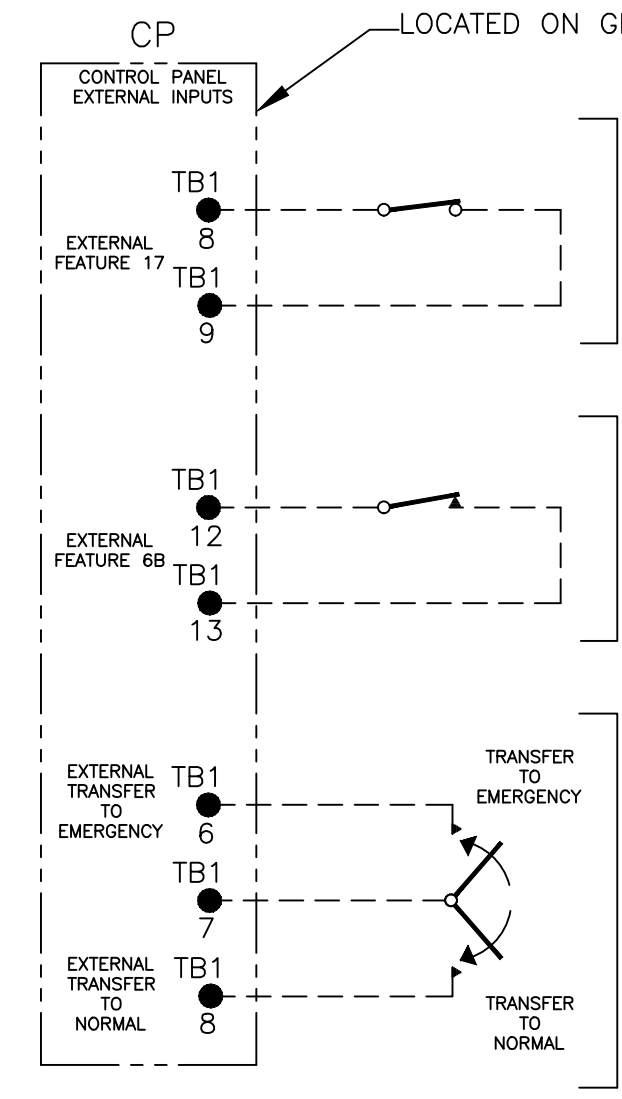 LOCATED ON
CP
CONTROL PANEL
EXTERNAL INPUTS
TB1
8
EXTERNAL
FEATURE 17
TB1
9
TB1
12
EXTERNAL
FEATURE 6B
TB1
13
EXTERNAL
TRANSFER
TO
EMERGENCY
TB1
6
TRANSFER
TO
EMERGENCY
TB1
7
EXTERNAL
TRANSFER
TO
NORMAL
TB1
8
TRANSFER
TO
NORMAL